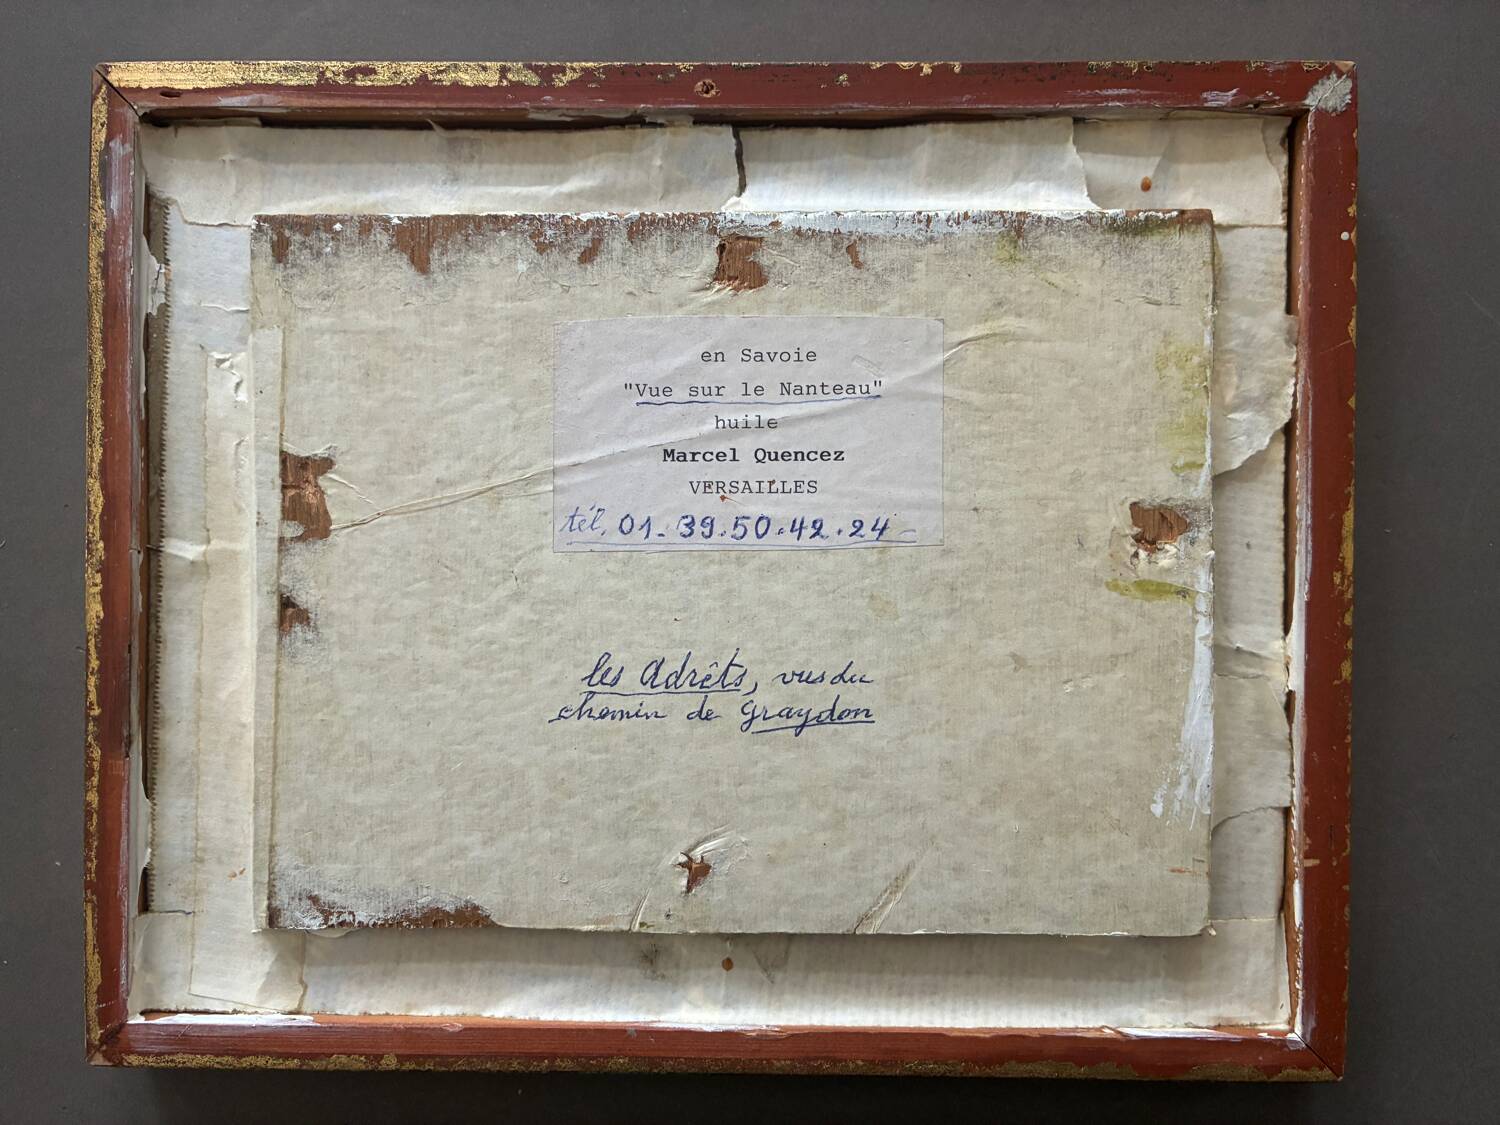 en Savoie
"Vue sur le Nanteau"
huile
Marcel Quencez
VERSAILLES
tél. 01.39.50.42.24
les Adrêts, vus du
chemin de Graydon